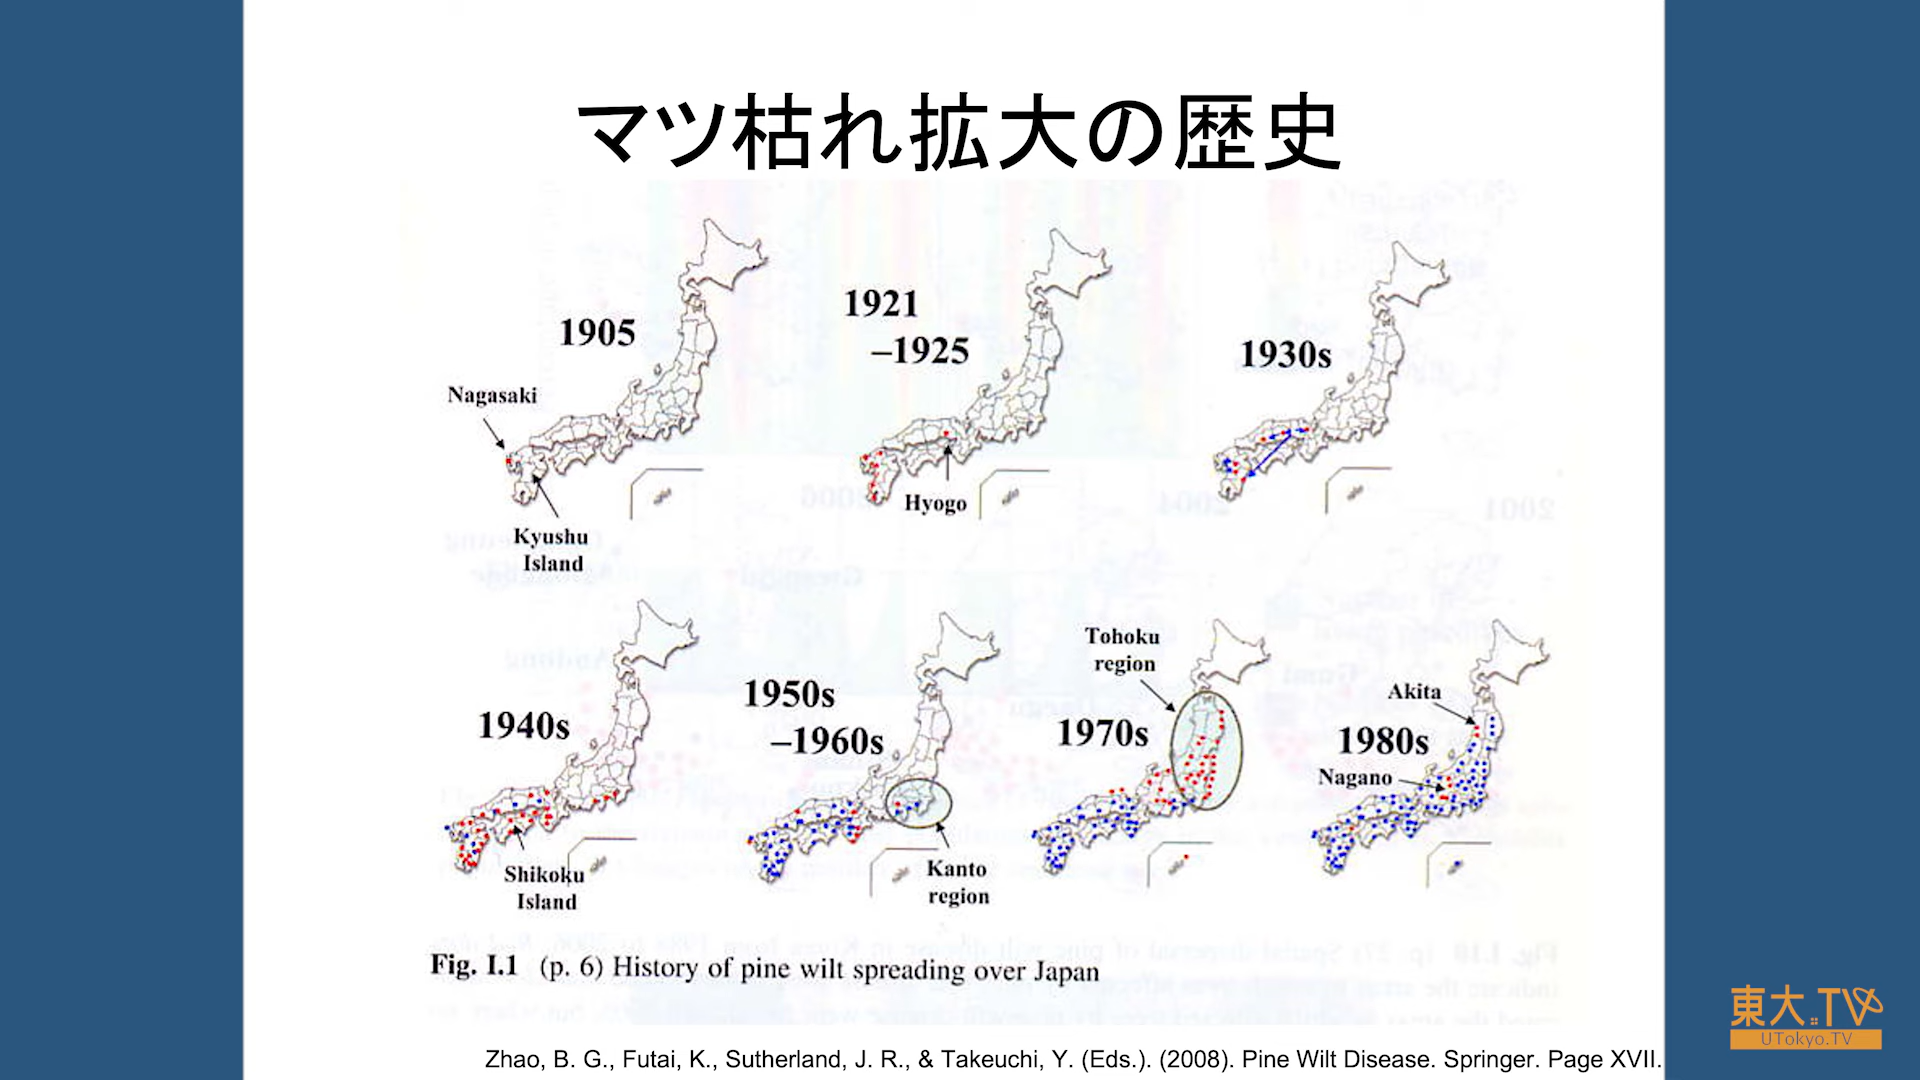 マツ枯れ拡大の歴史
1905
Nagasaki
Kyushu
Island
1921
–1925
Hyogo
1930s
1940s
Shikoku
Island
1950s
–1960s
Kanto
region
Tohoku
region
1970s
Akita
1980s
Nagano
Fig. I.1 (p. 6) History of pine wilt spreading over Japan
Zhao, B. G., Futai, K., Sutherland, J. R., & Takeuchi, Y. (Eds.). (2008). Pine Wilt Disease. Springer. Page XVII.
東大.TV
UTokyo.TV